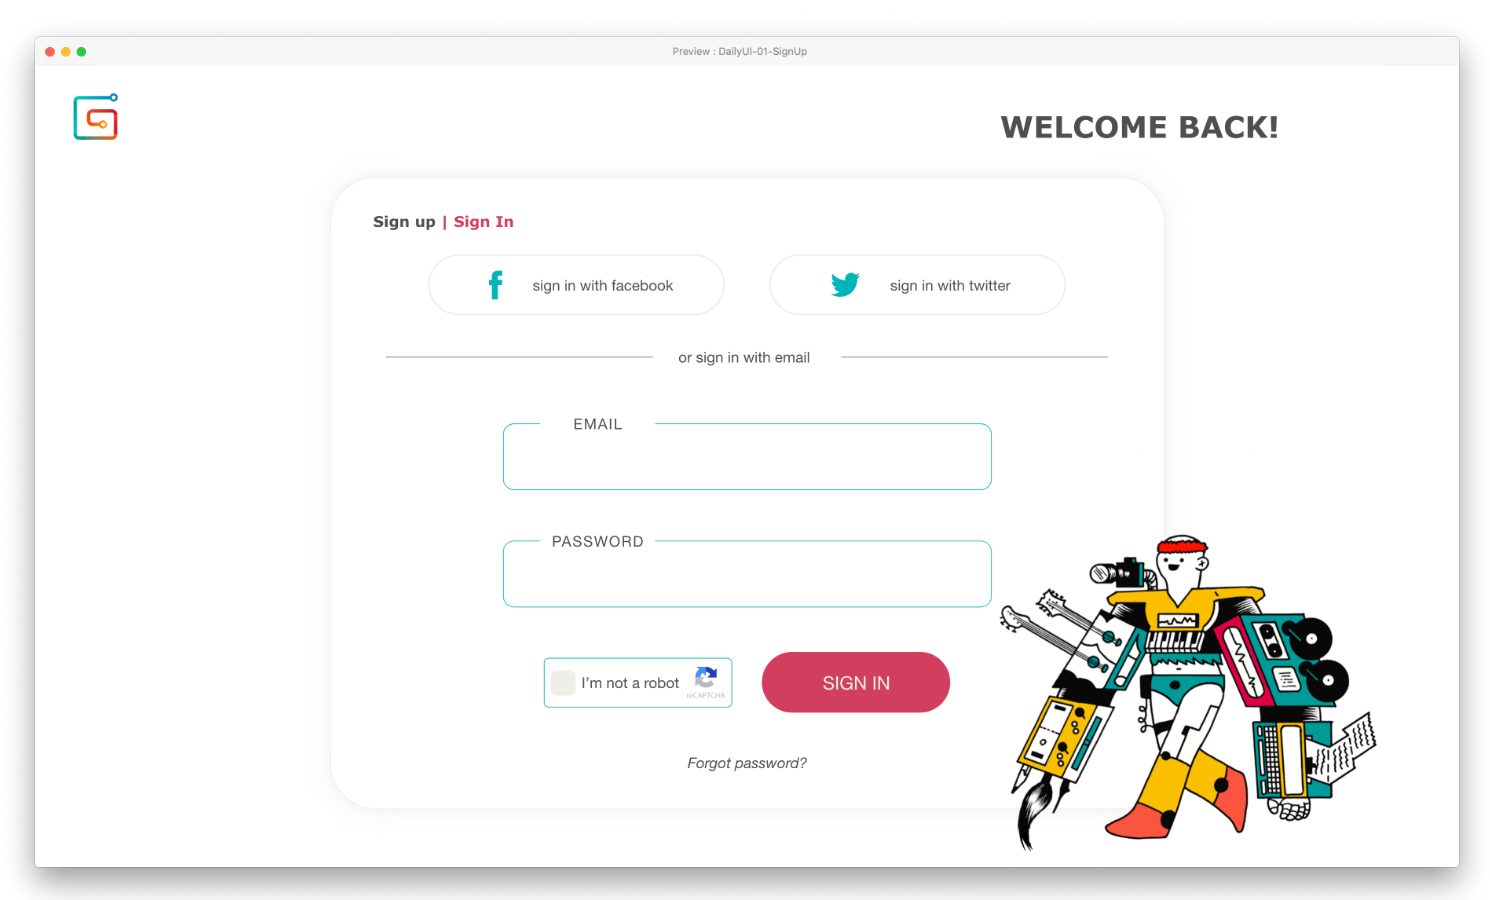 Preview : DailyUI-01-SignUp
WELCOME BACK!
Sign up | Sign In
sign in with facebook
sign in with twitter
or sign in with email
EMAIL
PASSWORD
I'm not a robot
reCAPTCHA
SIGN IN
Forgot password?